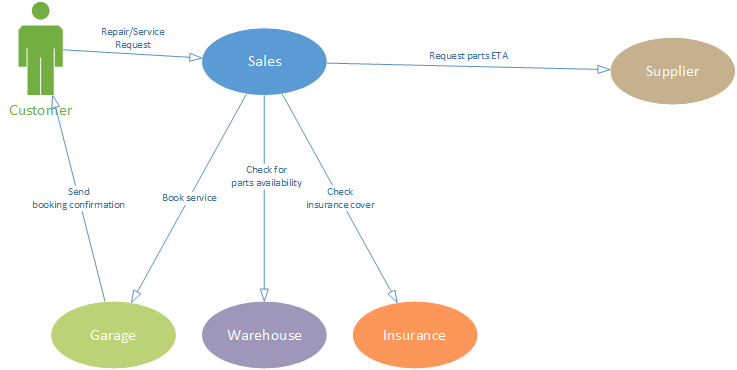 Repair/Service
Request
Sales
Request parts ETA
Supplier
Customer
Send
booking confirmation
Book service
Check for
parts availability
Check
insurance cover
Garage
Warehouse
Insurance